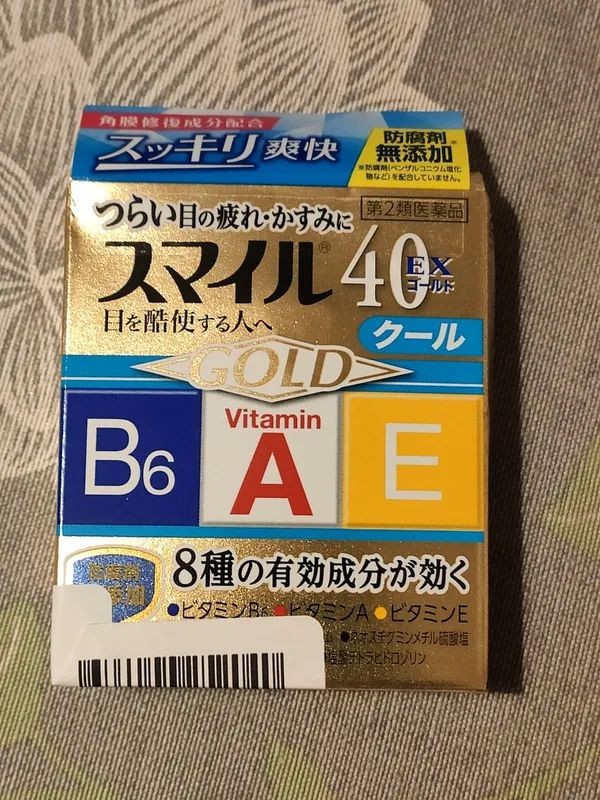 角膜修復成分配合
スッキリ爽快
防腐剤※
無添加
※防腐剤(ベンザルコニウム塩化
物など)を配合していません。
つらい目の疲れ・かすみに
第2類医薬品
スマイル®40EX
ゴールド
目を酷使する人へ
クール
GOLD
B6
Vitamin
A
E
8種の有効成分が効く
●ビタミンB6 ●ビタミンA ●ビタミンE
●ネオスチグミンメチル硫酸塩
塩酸テトラヒドロゾリン